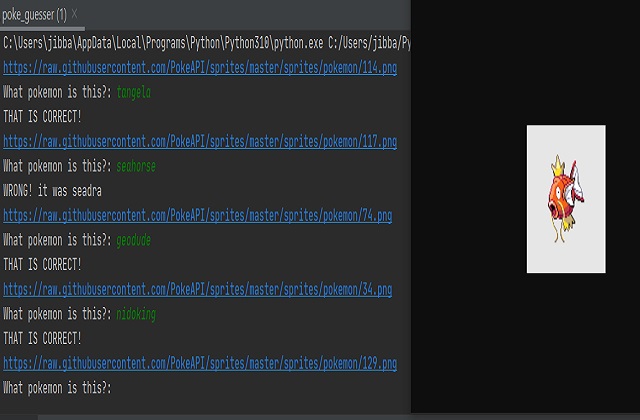 poke_guesser (1) ×
C:\Users\jibba\AppData\Local\Programs\Python\Python310\python.exe C:/Users/jibba/Py
https://raw.githubusercontent.com/PokeAPI/sprites/master/sprites/pokemon/114.png
What pokemon is this?: tangela
THAT IS CORRECT!
https://raw.githubusercontent.com/PokeAPI/sprites/master/sprites/pokemon/117.png
What pokemon is this?: seahorse
WRONG! it was seadra
https://raw.githubusercontent.com/PokeAPI/sprites/master/sprites/pokemon/74.png
What pokemon is this?: geodude
THAT IS CORRECT!
https://raw.githubusercontent.com/PokeAPI/sprites/master/sprites/pokemon/34.png
What pokemon is this?: nidoking
THAT IS CORRECT!
https://raw.githubusercontent.com/PokeAPI/sprites/master/sprites/pokemon/129.png
What pokemon is this?: